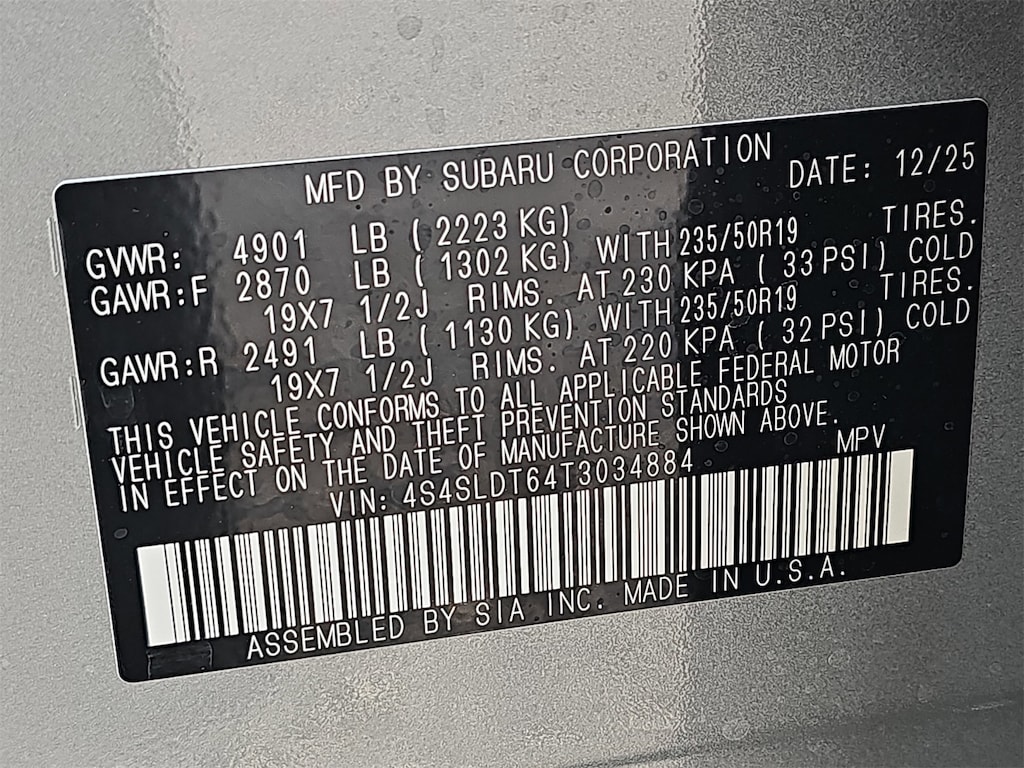 MFD BY SUBARU CORPORATION DATE: 12/25
GVWR: 4901 LB ( 2223 KG)
GAWR:F 2870 LB ( 1302 KG) WITH 235/50R19 TIRES.
19X7 1/2J RIMS. AT 230 KPA ( 33 PSI) COLD
GAWR:R 2491 LB ( 1130 KG) WITH 235/50R19 TIRES.
19X7 1/2J RIMS. AT 220 KPA ( 32 PSI) COLD
THIS VEHICLE CONFORMS TO ALL APPLICABLE FEDERAL MOTOR
VEHICLE SAFETY AND THEFT PREVENTION STANDARDS
IN EFFECT ON THE DATE OF MANUFACTURE SHOWN ABOVE.
VIN: 4S4SLDT64T3034884 MPV
ASSEMBLED BY SIA INC. MADE IN U.S.A.